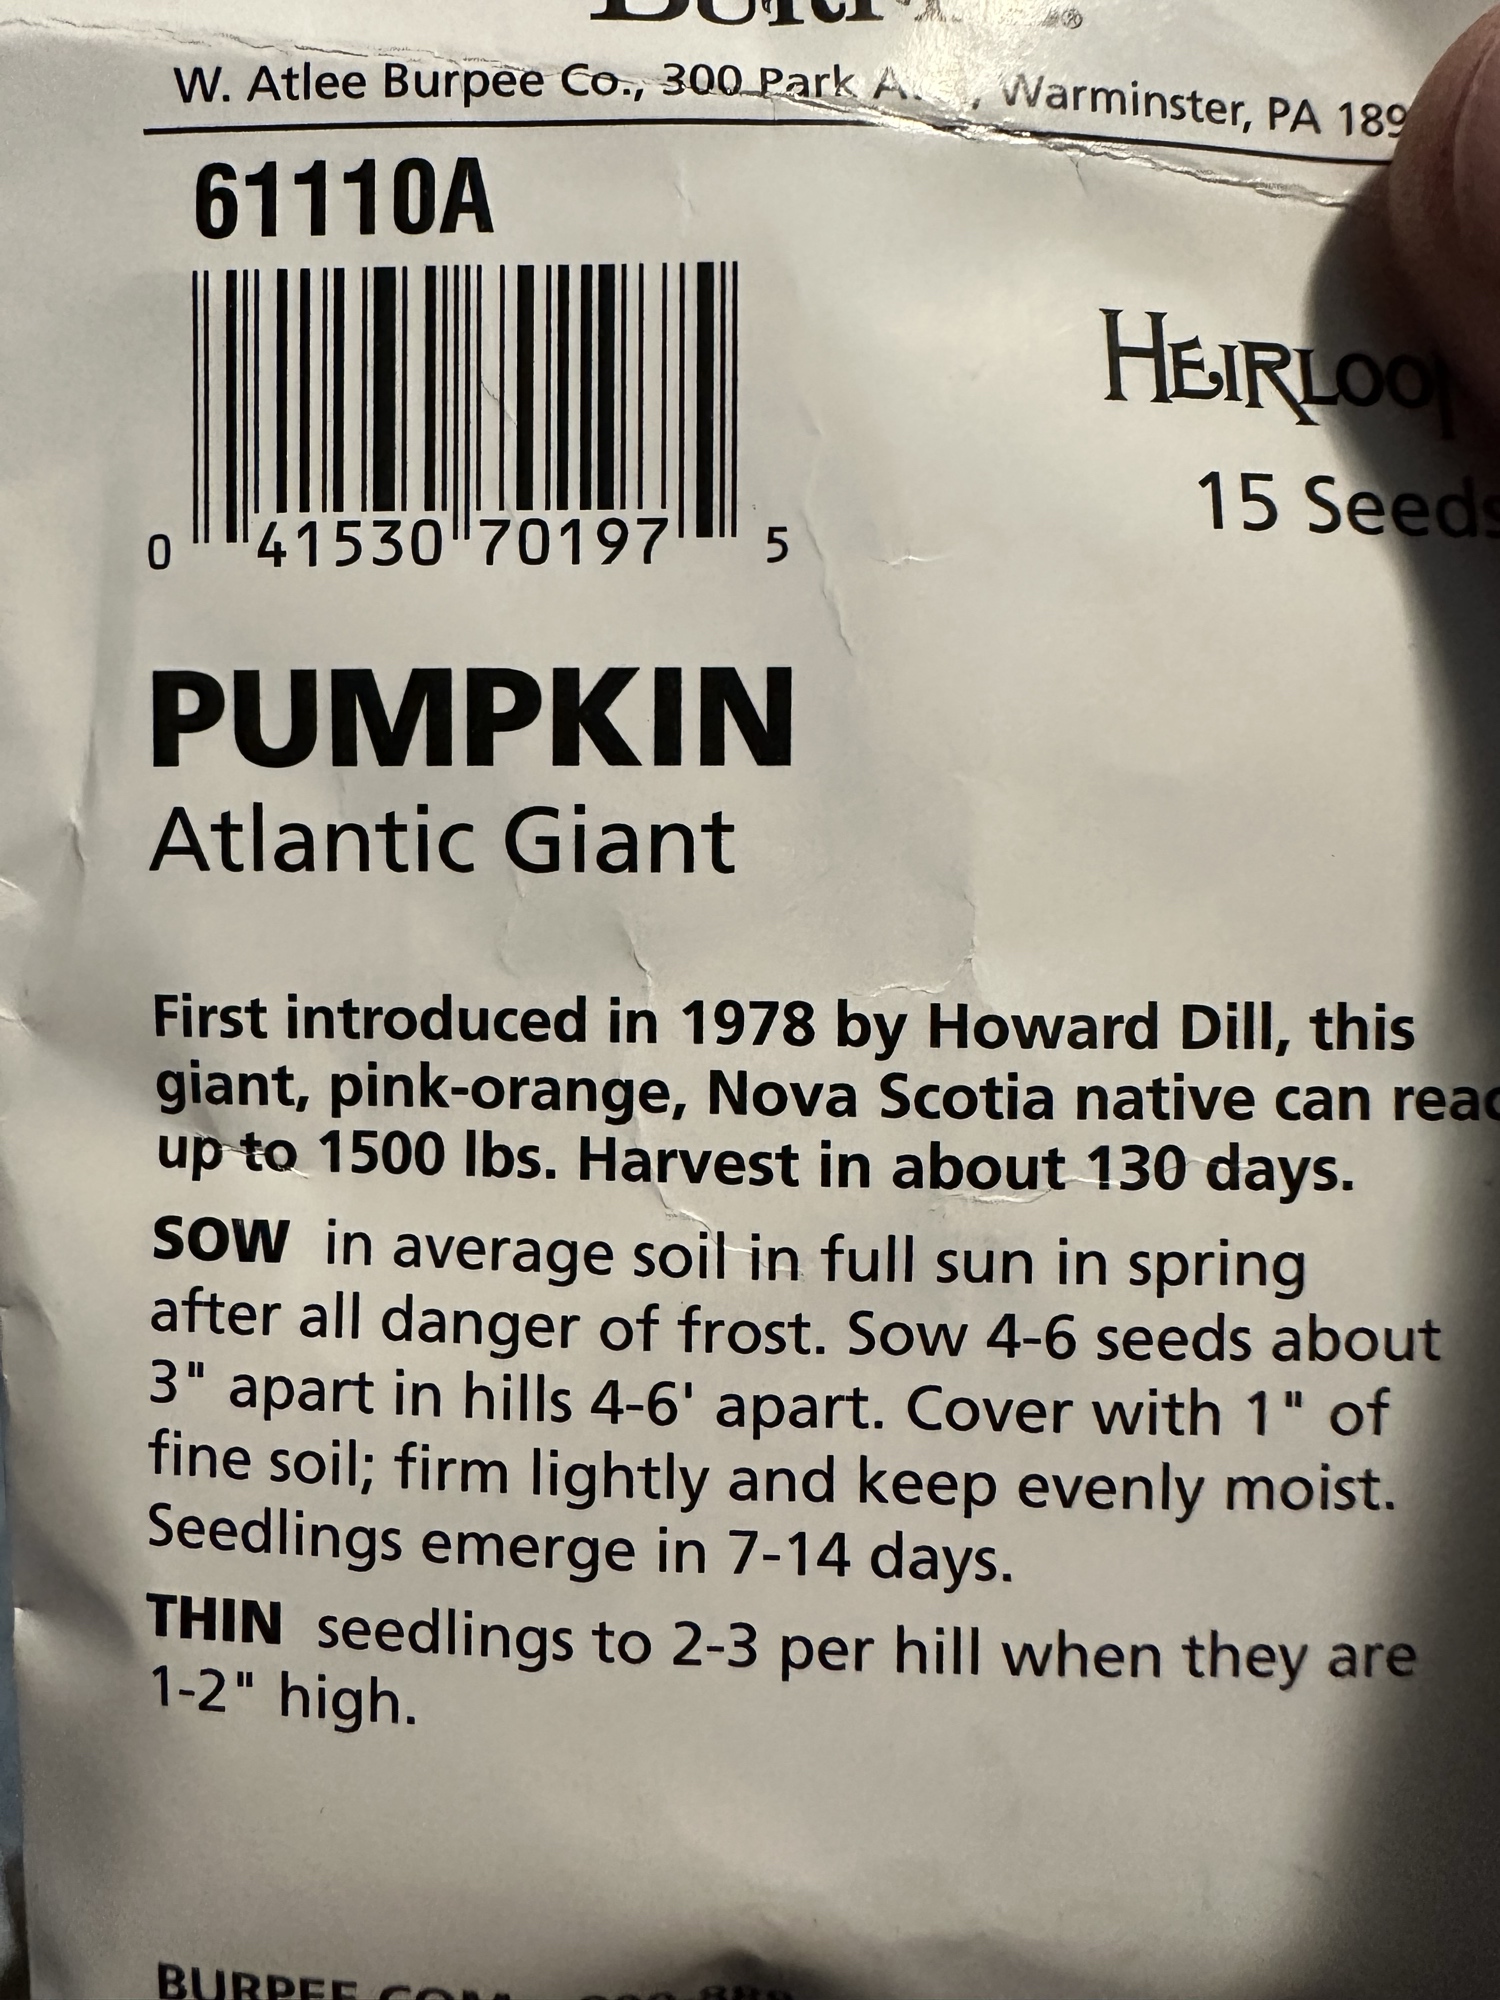 W. Atlee Burpee Co., 300 Park Warminster, PA
61110A
0 41530 70197 5
HEIRLOO
15 Seeds
PUMPKIN
Atlantic Giant
First introduced in 1978 by Howard Dill, this
giant, pink-orange, Nova Scotia native can reac
up to 1500 lbs. Harvest in about 130 days.
SOW in average soil in full sun in spring
after all danger of frost. Sow 4-6 seeds about
3" apart in hills 4-6' apart. Cover with 1" of
fine soil; firm lightly and keep evenly moist.
Seedlings emerge in 7-14 days.
THIN seedlings to 2-3 per hill when they are
1-2" high.
BURPEE.COM